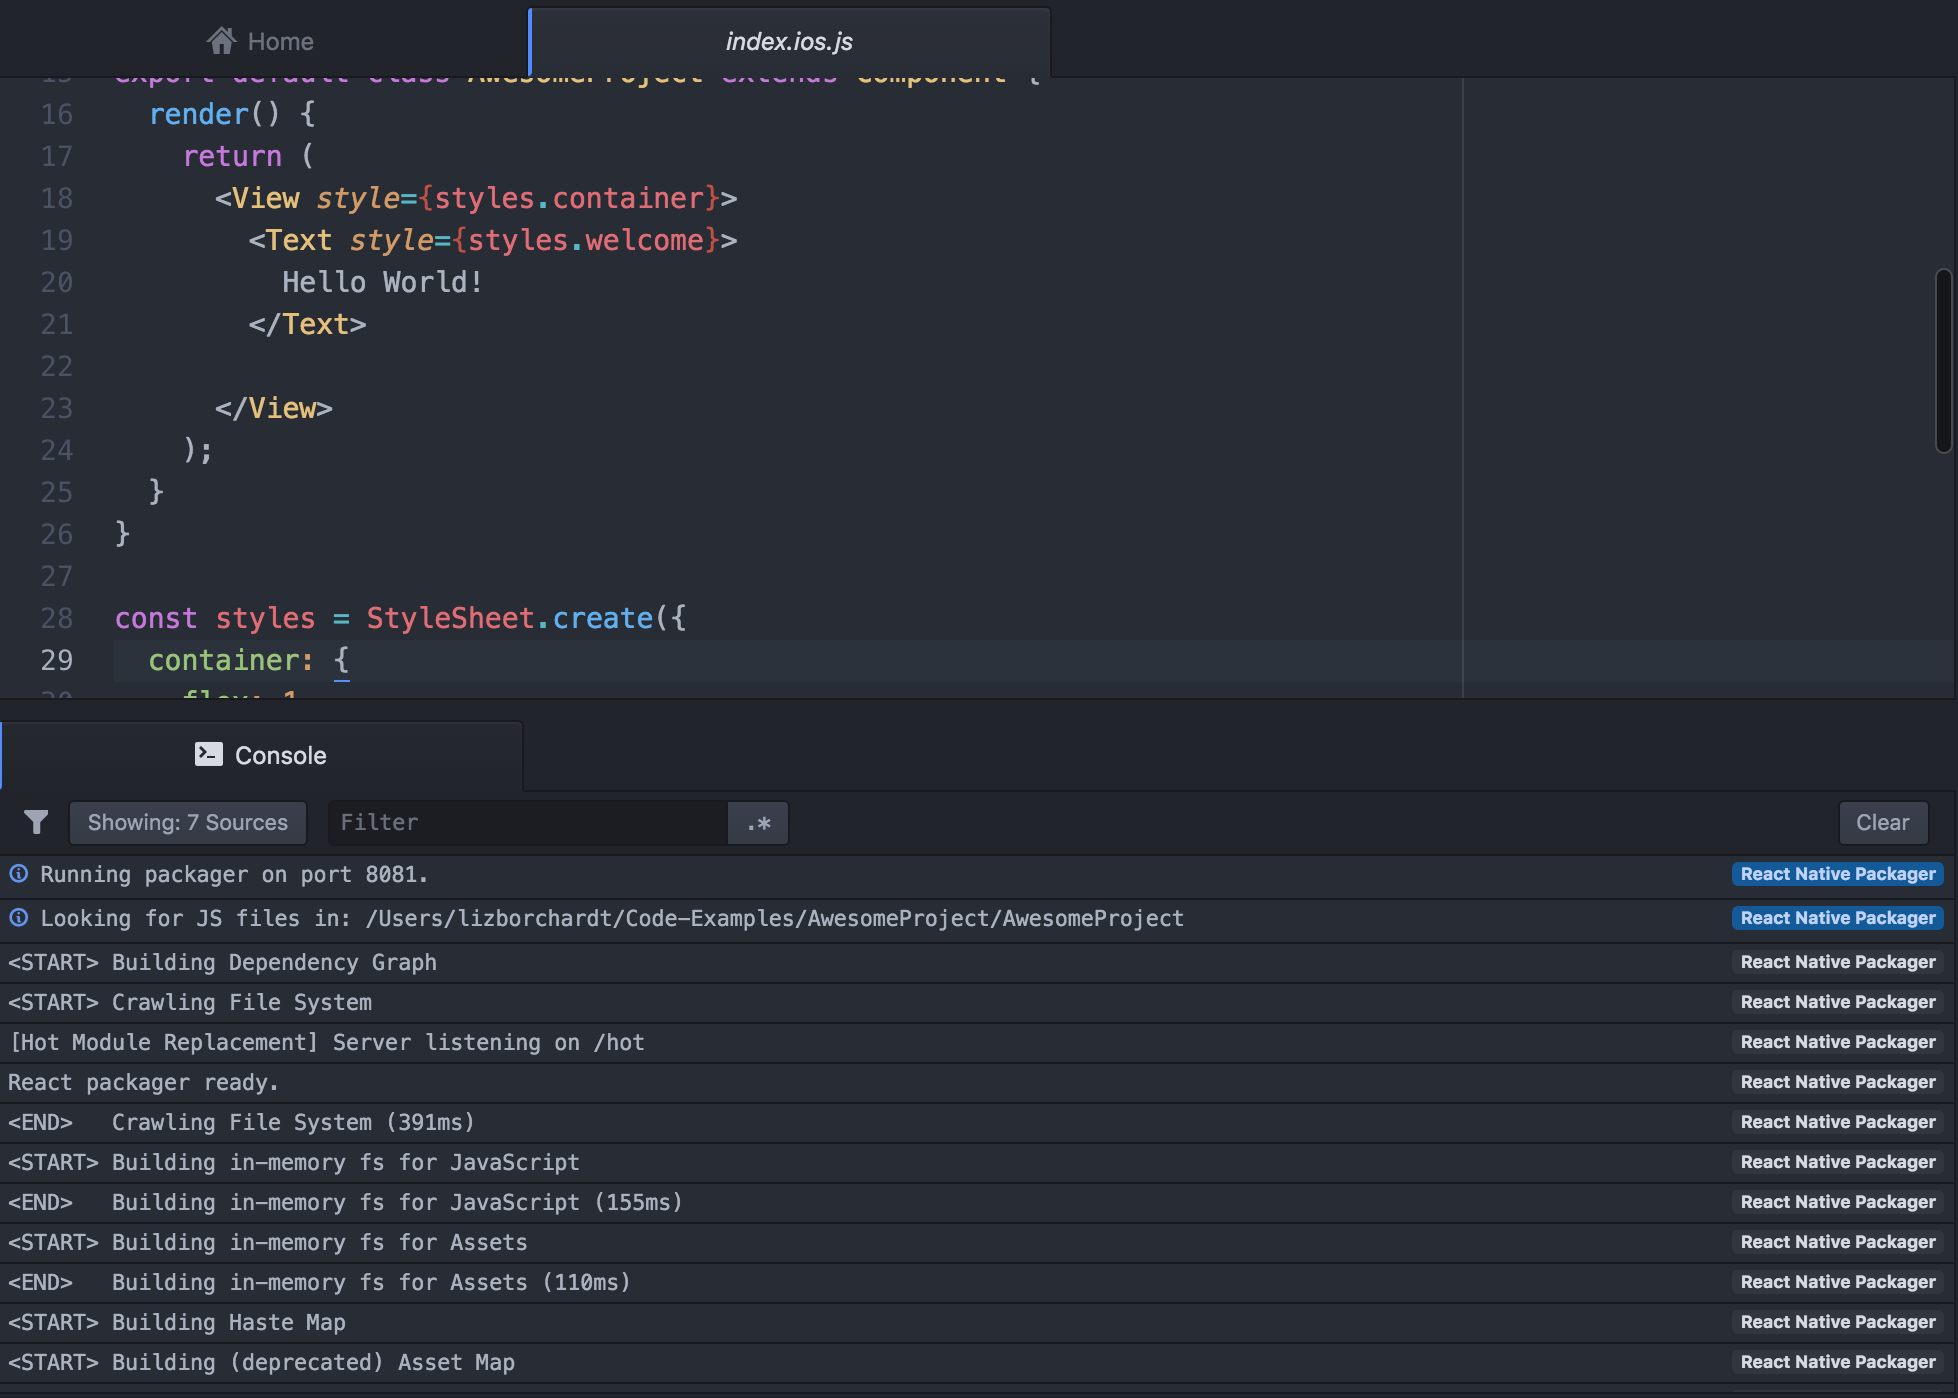 Home
index.ios.js
15 export default class AwesomeProject extends Component {
16 render() {
17 return (
18 <View style={styles.container}>
19 <Text style={styles.welcome}>
20 Hello World!
21 </Text>
22
23 </View>
24 );
25 }
26 }
27
28 const styles = StyleSheet.create({
29 container: {
30 flex: 1
Console
Showing: 7 Sources Filter .* Clear
Running packager on port 8081. React Native Packager
Looking for JS files in: /Users/lizborchardt/Code-Examples/AwesomeProject/AwesomeProject React Native Packager
<START> Building Dependency Graph React Native Packager
<START> Crawling File System React Native Packager
[Hot Module Replacement] Server listening on /hot React Native Packager
React packager ready. React Native Packager
<END> Crawling File System (391ms) React Native Packager
<START> Building in-memory fs for JavaScript React Native Packager
<END> Building in-memory fs for JavaScript (155ms) React Native Packager
<START> Building in-memory fs for Assets React Native Packager
<END> Building in-memory fs for Assets (110ms) React Native Packager
<START> Building Haste Map React Native Packager
<START> Building (deprecated) Asset Map React Native Packager